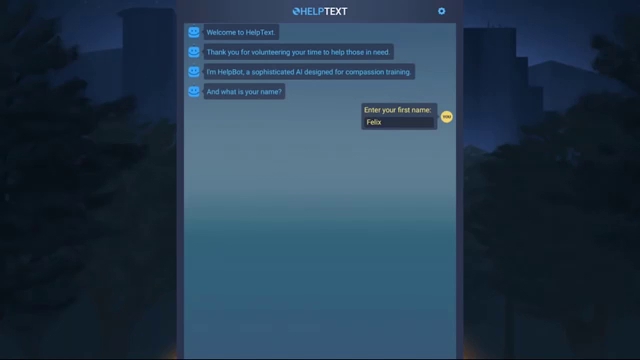 HELPTEXT
Welcome to HelpText.
Thank you for volunteering your time to help those in need.
I'm HelpBot, a sophisticated AI designed for compassion training.
And what is your name?
Enter your first name:
Felix